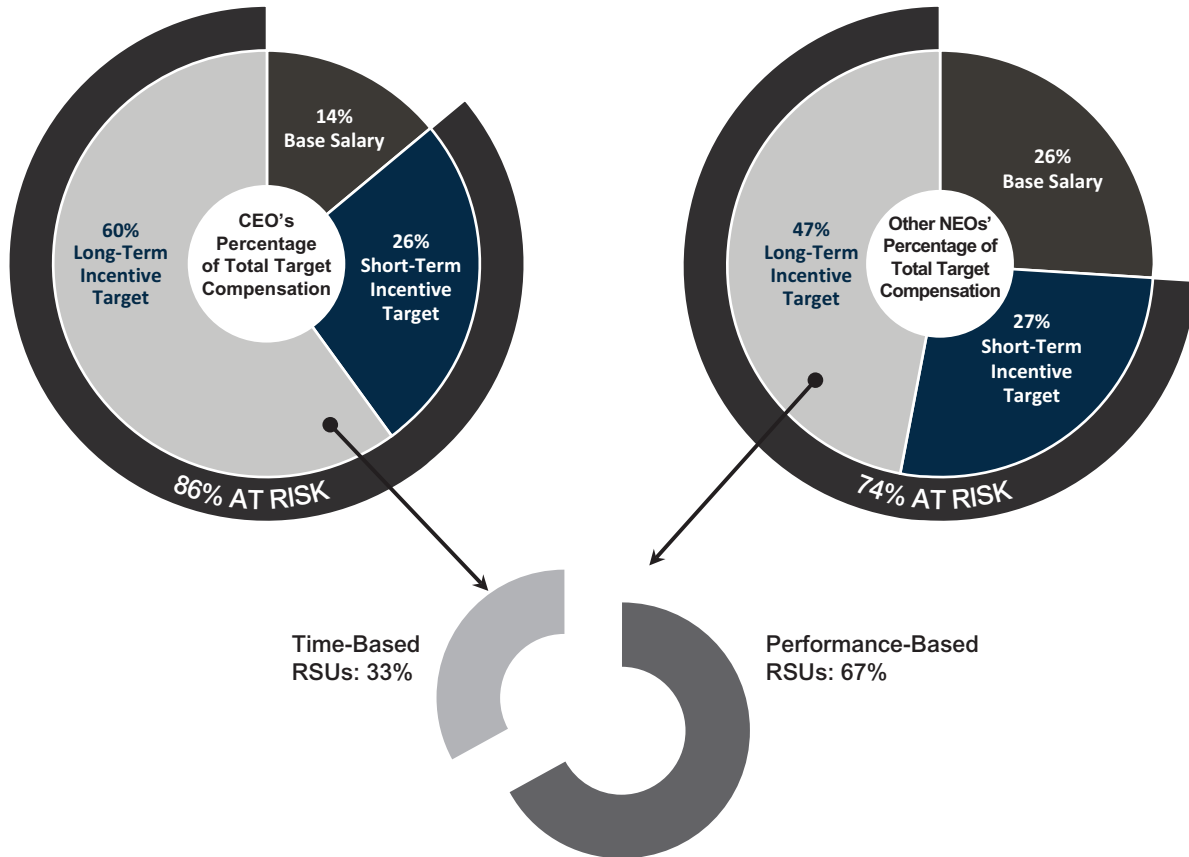 14%
Base Salary
60%
Long-Term
Incentive
Target
CEO’s
Percentage
of Total Target
Compensation
26%
Short-Term
Incentive
Target
86% AT RISK
26%
Base Salary
47%
Long-Term
Incentive
Target
Other NEOs’
Percentage of
Total Target
Compensation
27%
Short-Term
Incentive
Target
74% AT RISK
Time-Based
RSUs: 33%
Performance-Based
RSUs: 67%